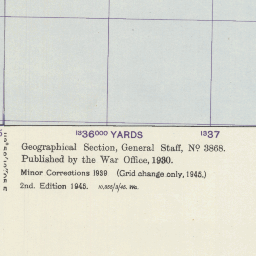 ¹³36⁰⁰⁰ YARDS ¹³37
Geographical Section, General Staff, Nº 3868.
Published by the War Office, 1930.
Minor Corrections 1939 (Grid change only, 1945.)
2nd. Edition 1945.